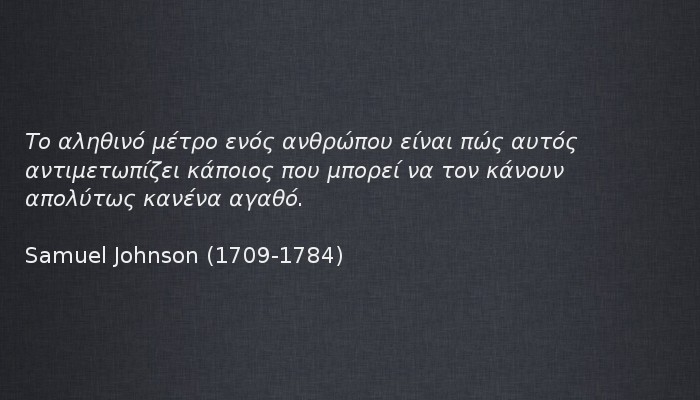 Το αληθινό μέτρο ενός ανθρώπου είναι πώς αυτός
αντιμετωπίζει κάποιος που μπορεί να τον κάνουν
απολύτως κανένα αγαθό.
Samuel Johnson (1709-1784)